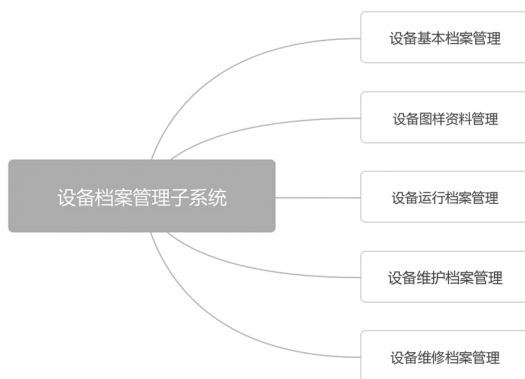 设备基本档案管理
设备图样资料管理
设备档案管理子系统
设备运行档案管理
设备维护档案管理
设备维修档案管理